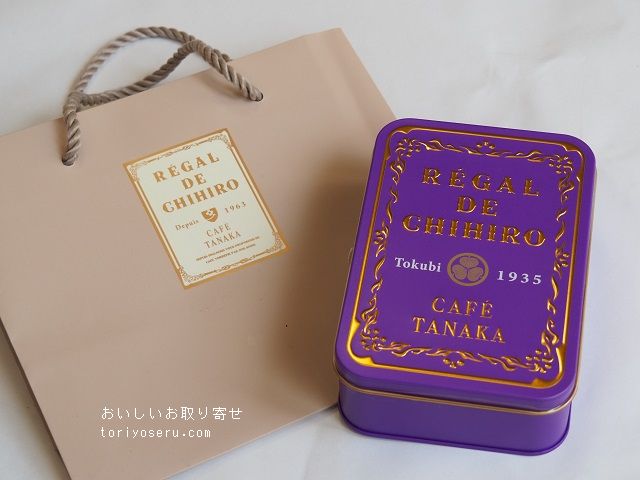 RÉGAL
DE
CHIHIRO
Depuis 1963
CAFÉ
TANAKA
RÉGAL
DE
CHIHIRO
Tokubi 1935
CAFÉ
TANAKA
おいしいお取り寄せ
toriyoseru.com